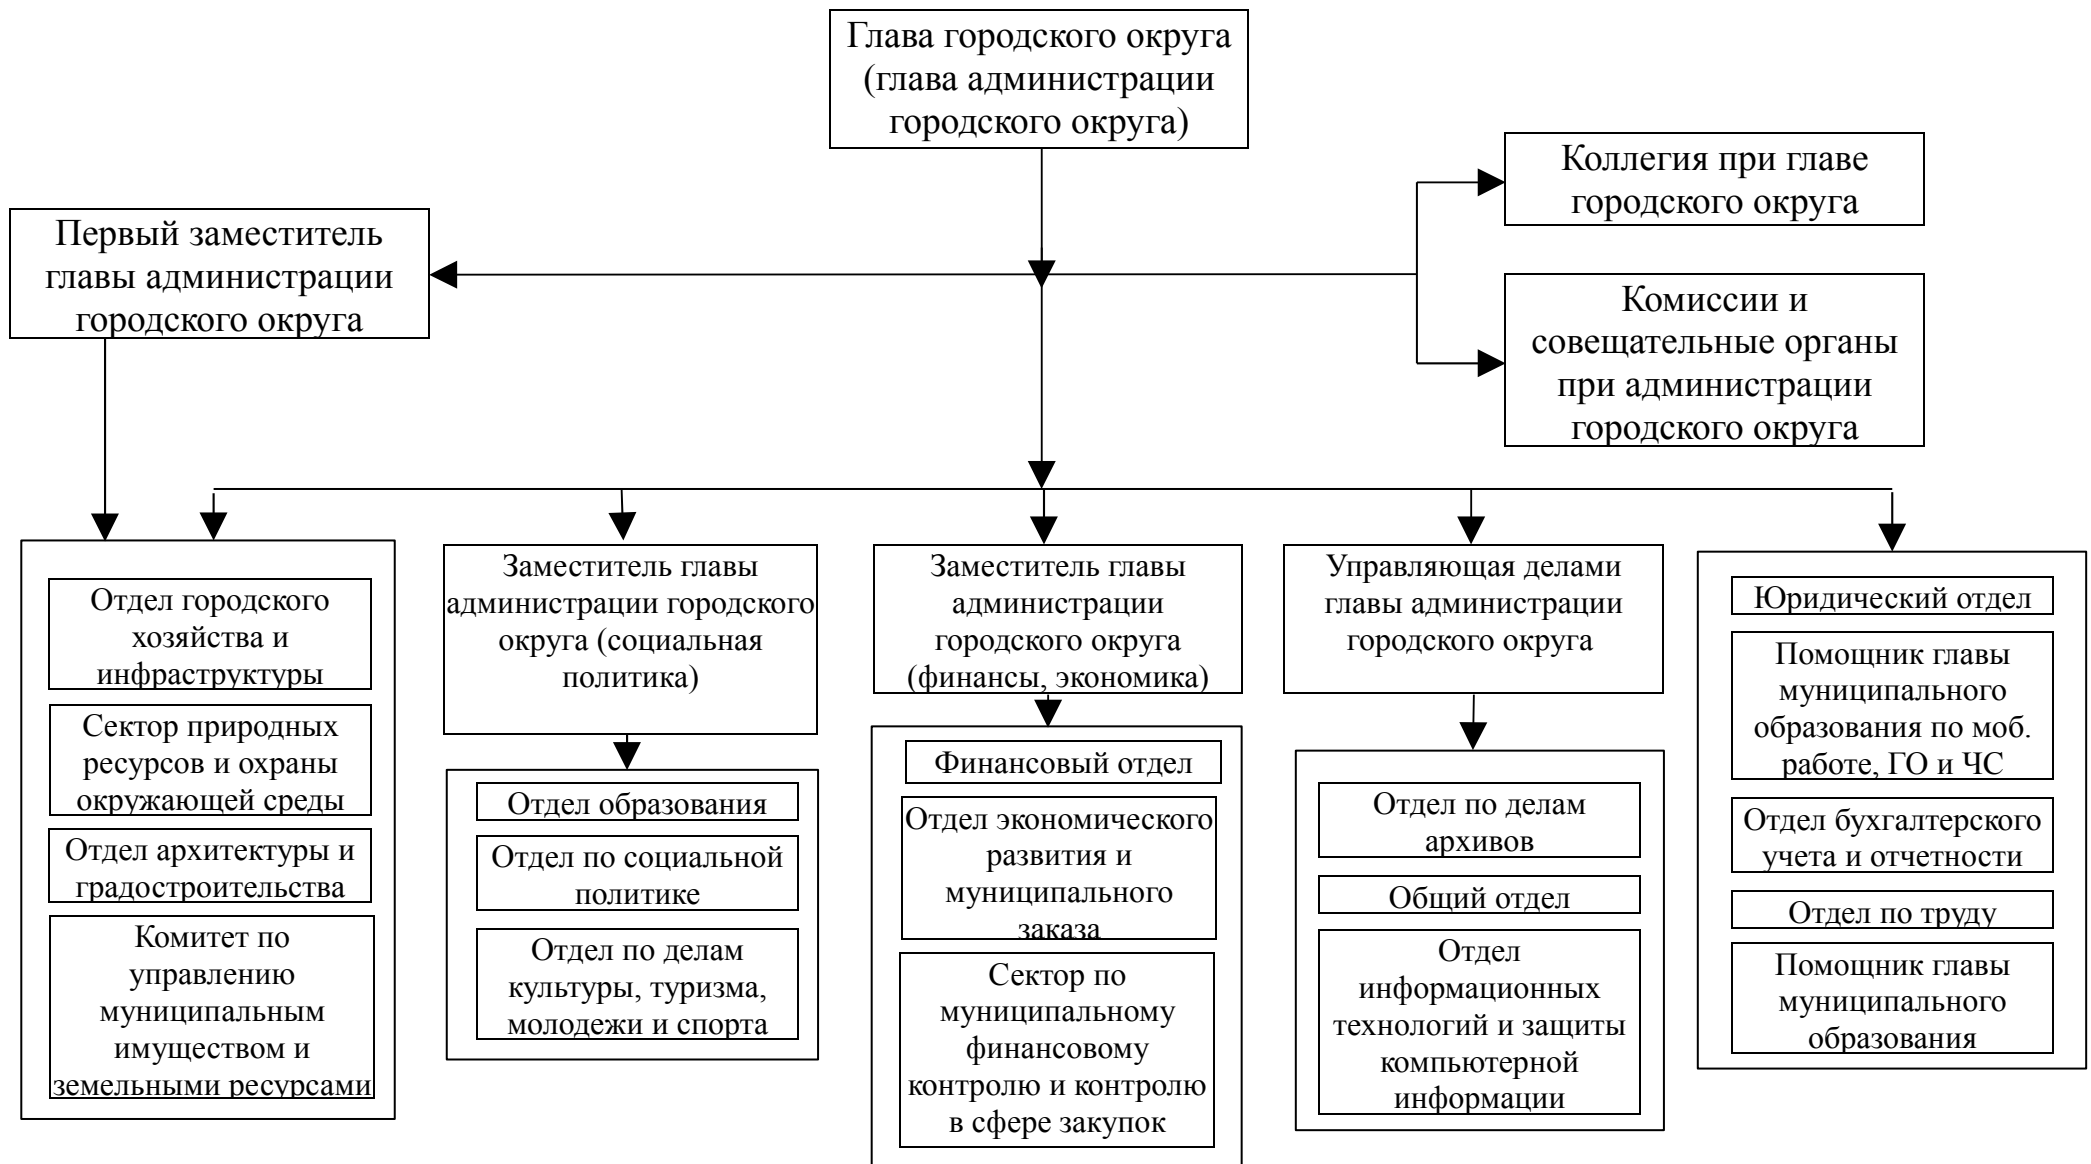 Глава городского округа
(глава администрации
городского округа)
Коллегия при главе
городского округа
Первый заместитель
главы администрации
городского округа
Комиссии и
совещательные органы
при администрации
городского округа
Отдел городского
хозяйства и
инфраструктуры
Сектор природных
ресурсов и охраны
окружающей среды
Отдел архитектуры и
градостроительства
Комитет по
управлению
муниципальным
имуществом и
земельными ресурсами
Заместитель главы
администрации городского
округа (социальная
политика)
Отдел образования
Отдел по социальной
политике
Отдел по делам
культуры, туризма,
молодежи и спорта
Заместитель главы
администрации
городского округа
(финансы, экономика)
Финансовый отдел
Отдел экономического
развития и
муниципального
заказа
Сектор по
муниципальному
финансовому
контролю и контролю
в сфере закупок
Управляющая делами
главы администрации
городского округа
Отдел по делам
архивов
Общий отдел
Отдел
информационных
технологий и защиты
компьютерной
информации
Юридический отдел
Помощник главы
муниципального
образования по моб.
работе, ГО и ЧС
Отдел бухгалтерского
учета и отчетности
Отдел по труду
Помощник главы
муниципального
образования